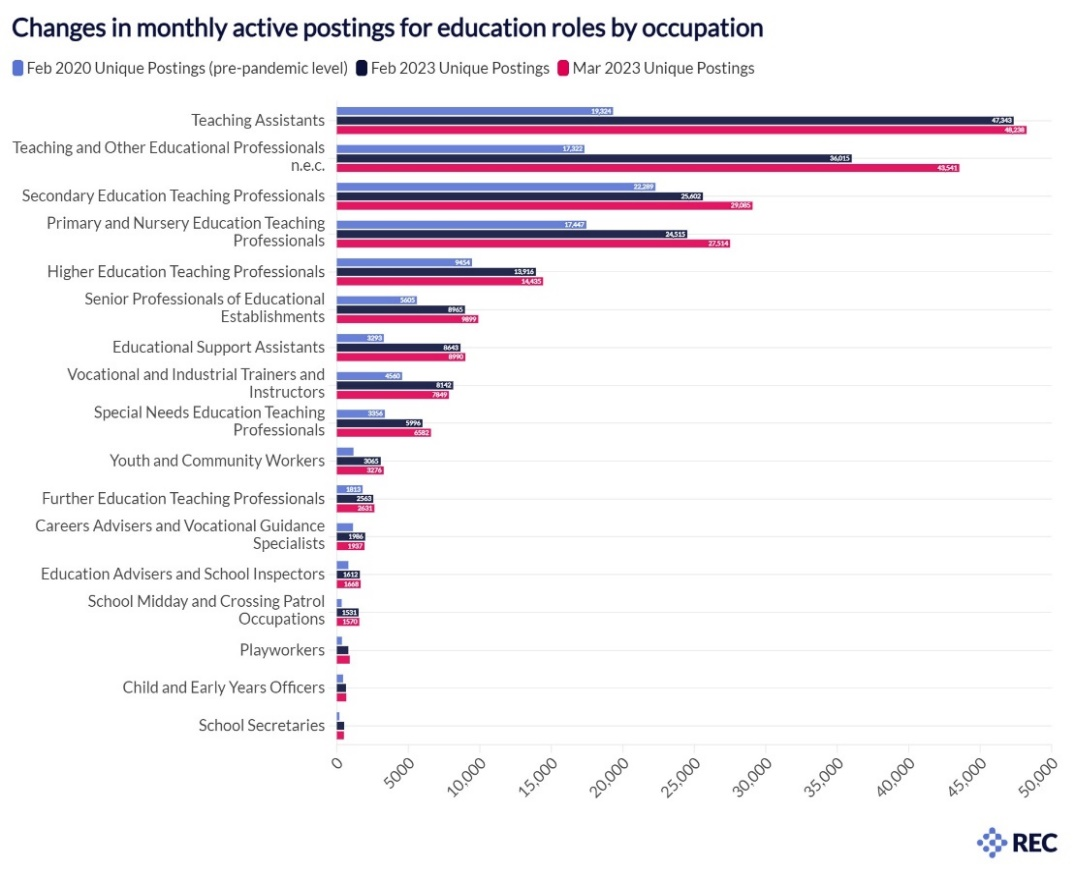 Changes in monthly active postings for education roles by occupation
Feb 2020 Unique Postings (pre-pandemic level) Feb 2023 Unique Postings Mar 2023 Unique Postings
Teaching Assistants
19,324
47,343
48,238
Teaching and Other Educational Professionals
n.e.c.
17,322
36,015
43,541
Secondary Education Teaching Professionals
22,289
25,602
29,085
Primary and Nursery Education Teaching
Professionals
17,447
24,515
27,514
Higher Education Teaching Professionals
9454
13,916
14,435
Senior Professionals of Educational
Establishments
5605
8965
9899
Educational Support Assistants
3293
8643
8990
Vocational and Industrial Trainers and
Instructors
4560
8142
7849
Special Needs Education Teaching
Professionals
3356
5996
6582
Youth and Community Workers
3065
3276
Further Education Teaching Professionals
1813
2563
2631
Careers Advisers and Vocational Guidance
Specialists
1986
1937
Education Advisers and School Inspectors
1612
1668
School Midday and Crossing Patrol
Occupations
1531
1570
Playworkers
Child and Early Years Officers
School Secretaries
0
5000
10,000
15,000
20,000
25,000
30,000
35,000
40,000
45,000
50,000
REC